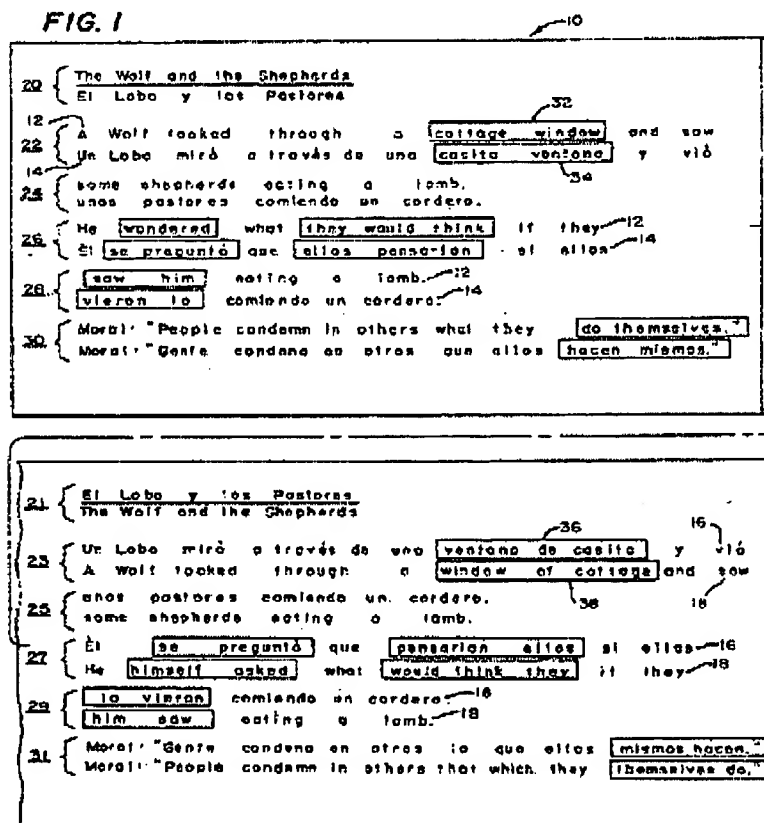 FIG. 1
10
20 The Wolf and the Shepherds
El Lobo y los Pastores
12 32
22 A Wolf looked through a cottage window and saw
Un Lobo miró a través de una casita ventana y vió
14 34
24 some shepherds eating a lamb.
unos pastores comiendo un cordero.
26 He wondered what they would think if they 12
Él se preguntó que ellos pensarían si ellos 14
28 saw him eating a lamb. 12
vieron lo comiendo un cordero. 14
30 Moral: "People condemn in others what they do themselves."
Moral: "Gente condena en otros que ellos hacen mismos."
21 El Lobo y los Pastores
The Wolf and the Shepherds
36 16
23 Un Lobo miró a través de una ventana de casita y vió
A Wolf looked through a window of cottage and saw
38 18
25 unos pastores comiendo un cordero.
some shepherds eating a lamb.
27 Él se preguntó que pensarían ellos si ellos 16
He himself asked what would think they if they 18
29 lo vieron comiendo un cordero. 16
him saw eating a lamb. 18
31 Moral: "Gente condena en otros lo que ellos mismos hacen."
Moral: "People condemn in others that which they themselves do."